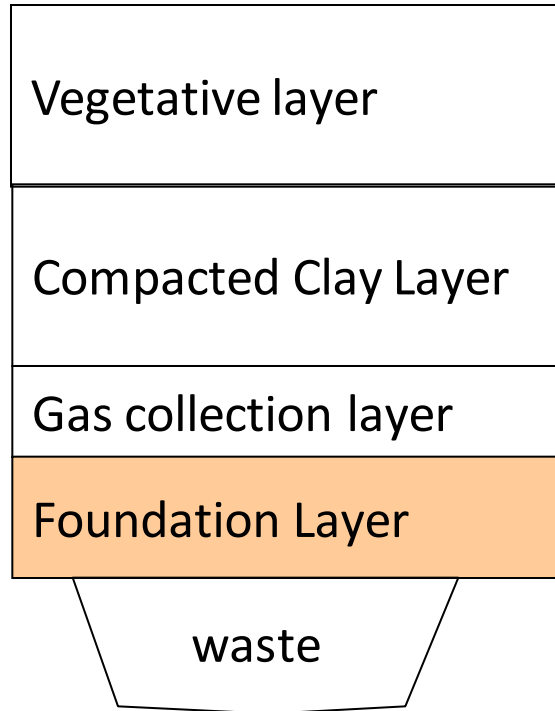 Vegetative layer
Compacted Clay Layer
Gas collection layer
Foundation Layer
waste